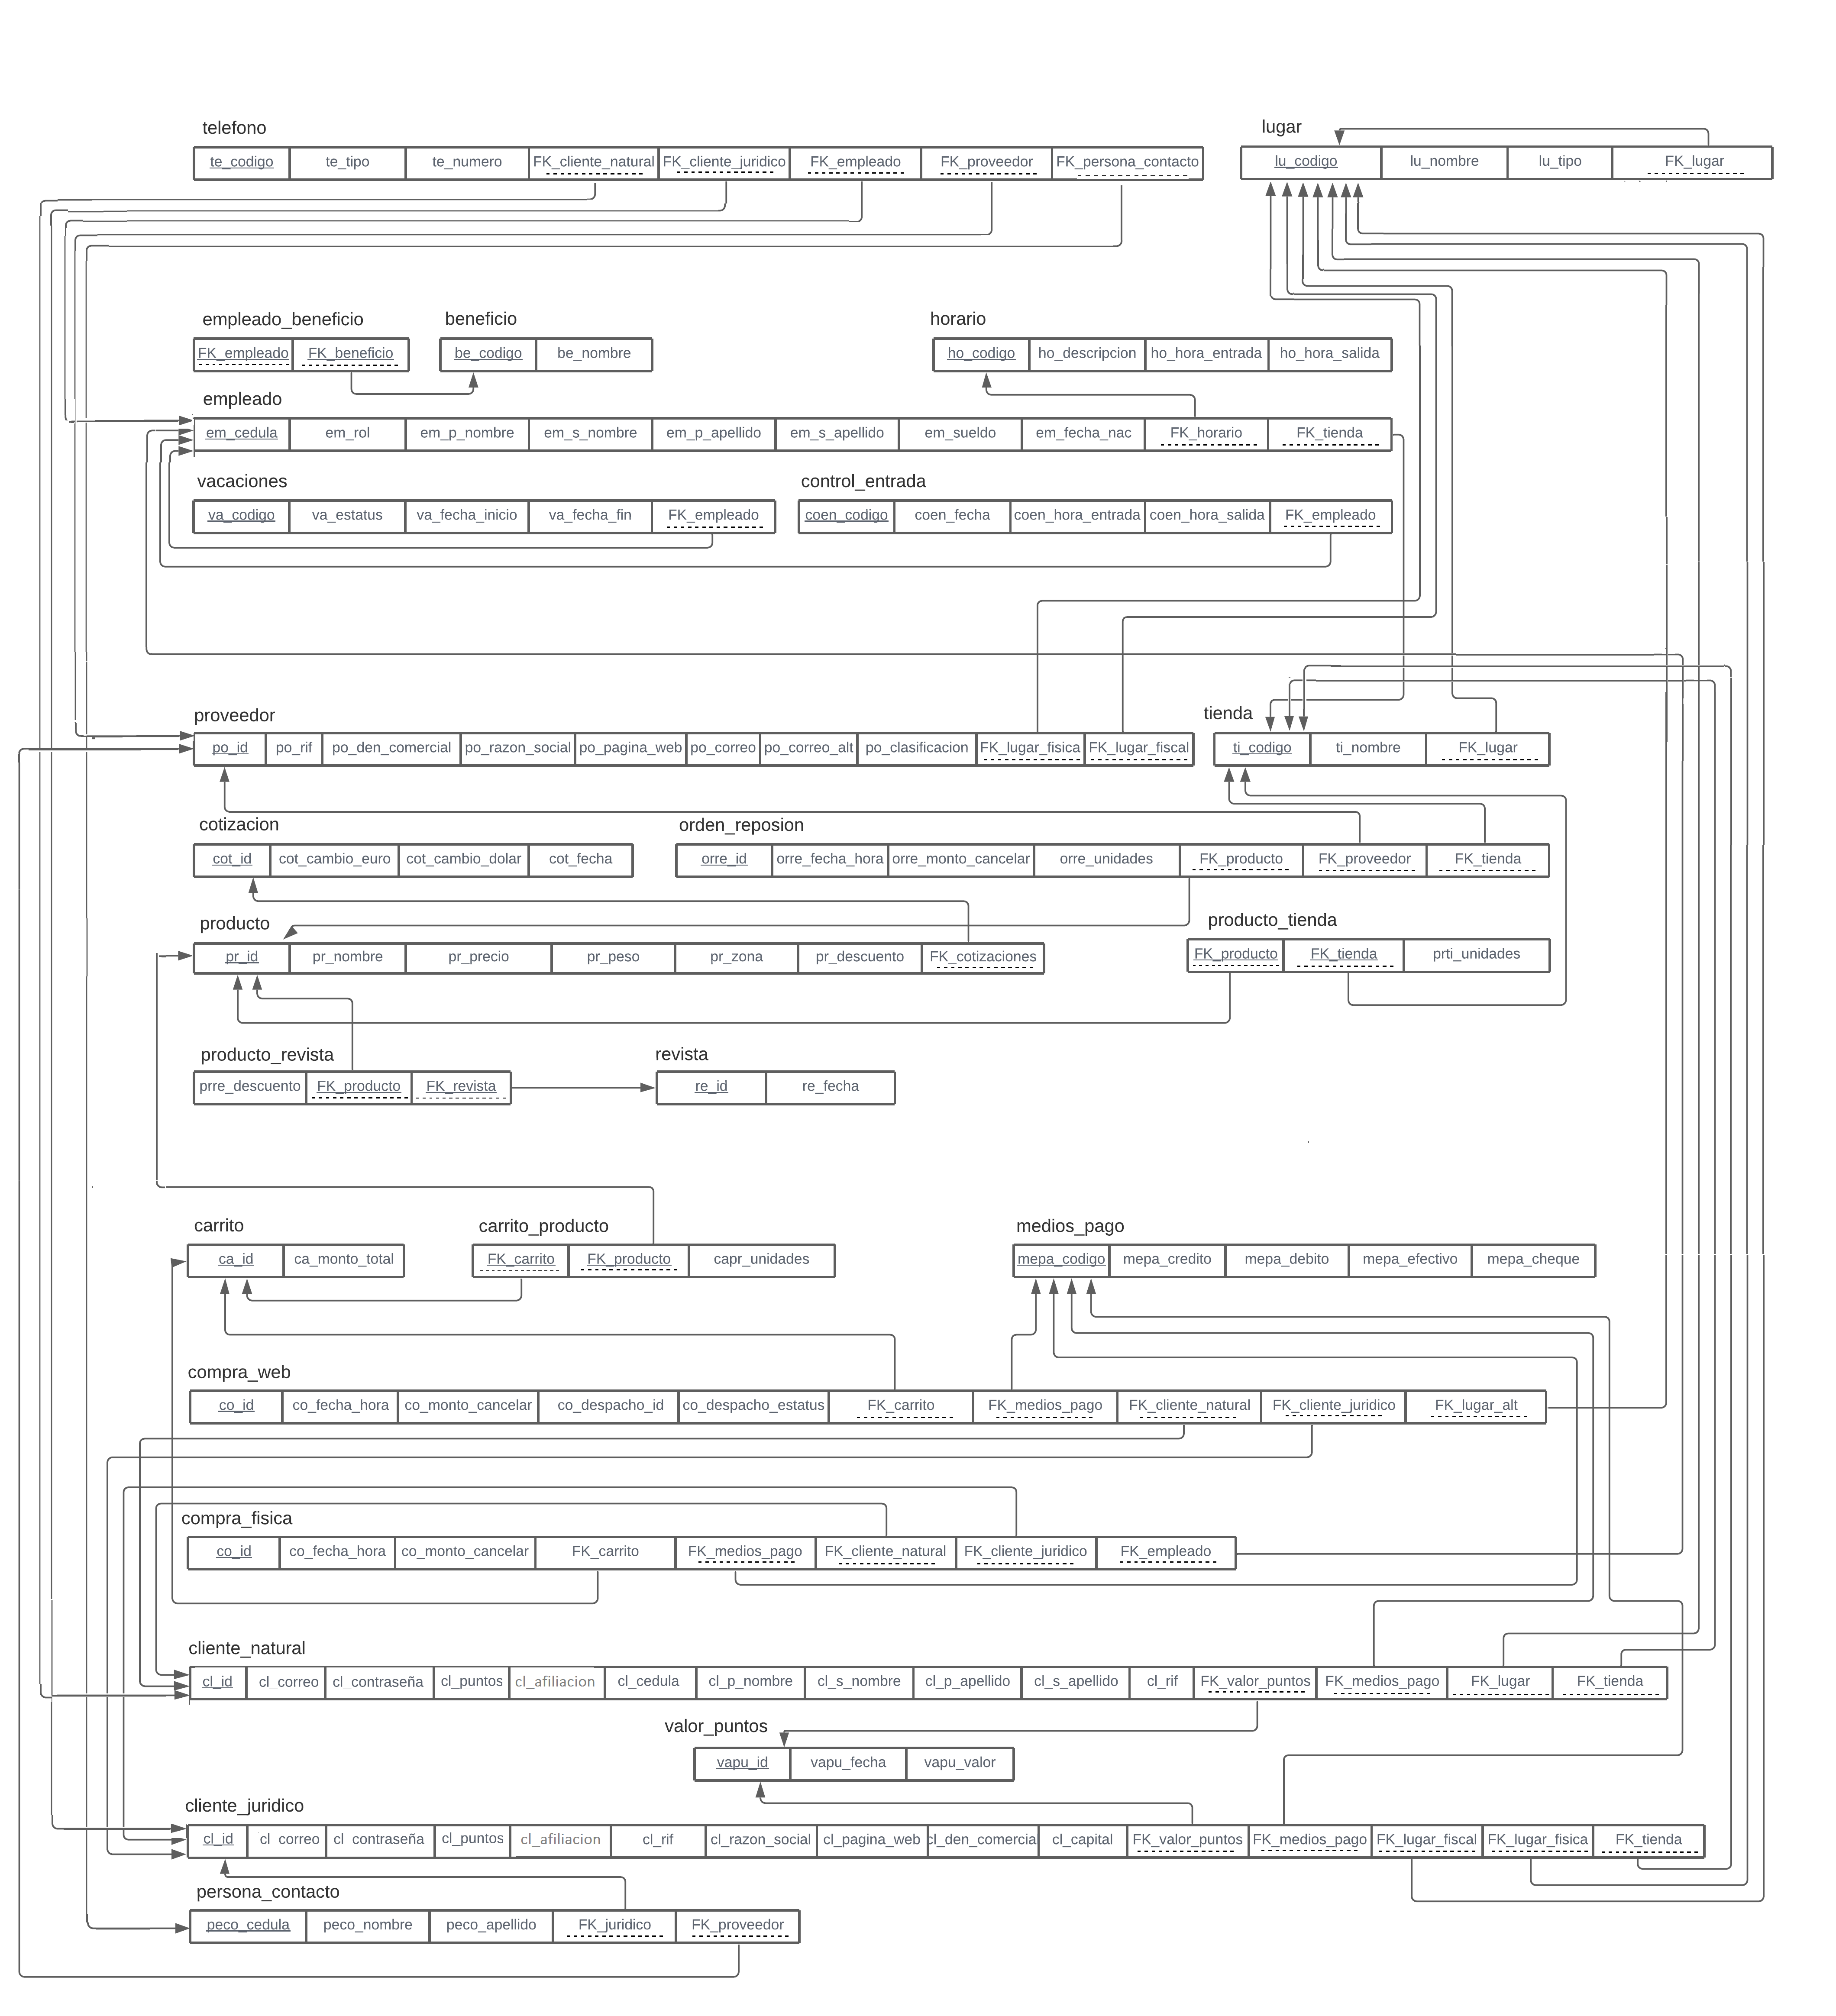 telefono
te_codigo te_tipo te_numero FK_cliente_natural FK_cliente_juridico FK_empleado FK_proveedor FK_persona_contacto
lugar
lu_codigo lu_nombre lu_tipo FK_lugar
empleado_beneficio
FK_empleado FK_beneficio
beneficio
be_codigo be_nombre
horario
ho_codigo ho_descripcion ho_hora_entrada ho_hora_salida
empleado
em_cedula em_rol em_p_nombre em_s_nombre em_p_apellido em_s_apellido em_sueldo em_fecha_nac FK_horario FK_tienda
vacaciones
va_codigo va_estatus va_fecha_inicio va_fecha_fin FK_empleado
control_entrada
coen_codigo coen_fecha coen_hora_entrada coen_hora_salida FK_empleado
proveedor
po_id po_rif po_den_comercial po_razon_social po_pagina_web po_correo po_correo_alt po_clasificacion FK_lugar_fisica FK_lugar_fiscal
tienda
ti_codigo ti_nombre FK_lugar
cotizacion
cot_id cot_cambio_euro cot_cambio_dolar cot_fecha
orden_reposion
orre_id orre_fecha_hora orre_monto_cancelar orre_unidades FK_producto FK_proveedor FK_tienda
producto
pr_id pr_nombre pr_precio pr_peso pr_zona pr_descuento FK_cotizaciones
producto_tienda
FK_producto FK_tienda prti_unidades
producto_revista
prre_descuento FK_producto FK_revista
revista
re_id re_fecha
carrito
ca_id ca_monto_total
carrito_producto
FK_carrito FK_producto capr_unidades
medios_pago
mepa_codigo mepa_credito mepa_debito mepa_efectivo mepa_cheque
compra_web
co_id co_fecha_hora co_monto_cancelar co_despacho_id co_despacho_estatus FK_carrito FK_medios_pago FK_cliente_natural FK_cliente_juridico FK_lugar_alt
compra_fisica
co_id co_fecha_hora co_monto_cancelar FK_carrito FK_medios_pago FK_cliente_natural FK_cliente_juridico FK_empleado
cliente_natural
cl_id cl_correo cl_contraseña cl_puntos cl_afiliacion cl_cedula cl_p_nombre cl_s_nombre cl_p_apellido cl_s_apellido cl_rif FK_valor_puntos FK_medios_pago FK_lugar FK_tienda
valor_puntos
vapu_id vapu_fecha vapu_valor
cliente_juridico
cl_id cl_correo cl_contraseña cl_puntos cl_afiliacion cl_rif cl_razon_social cl_pagina_web cl_den_comercial cl_capital FK_valor_puntos FK_medios_pago FK_lugar_fiscal FK_lugar_fisica FK_tienda
persona_contacto
peco_cedula peco_nombre peco_apellido FK_juridico FK_proveedor